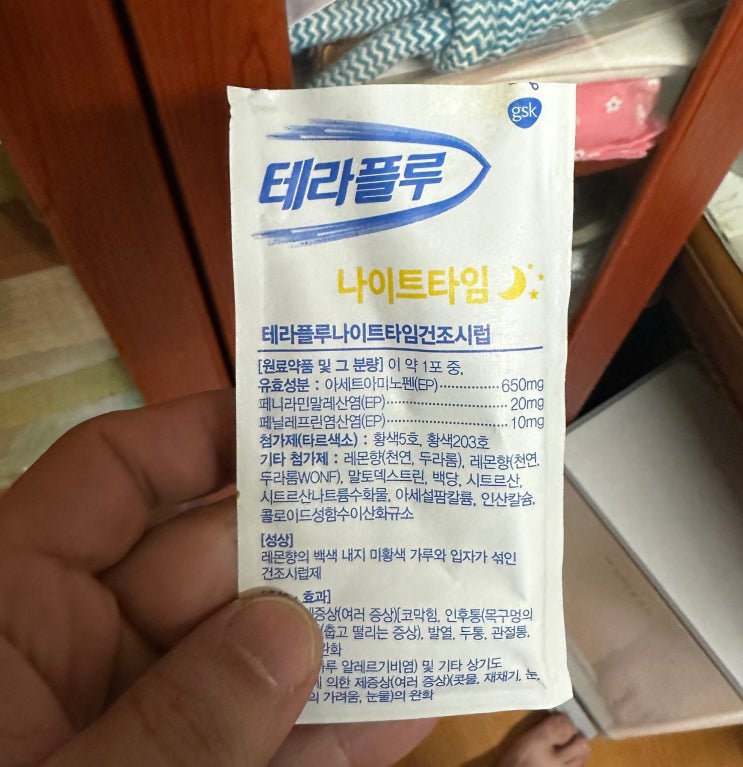 gsk
테라플루
나이트타임
테라플루나이트타임건조시럽
[원료약품 및 그 분량] 이 약 1포 중,
유효성분 : 아세트아미노펜(EP)·················650mg
페니라민말레산염(EP)·································20mg
페닐레프린염산염(EP)·································10mg
첨가제(타르색소) : 황색5호, 황색203호
기타 첨가제 : 레몬향(천연, 두라롬), 레몬향(천연,
두라롬WONF), 말토덱스트린, 백당, 시트르산,
시트르산나트륨수화물, 아세설팜칼륨, 인산칼슘,
콜로이드성함수이산화규소
[성상]
레몬향의 백색 내지 미황색 가루와 입자가 섞인
건조시럽제
효과]
증상(여러 증상)[코막힘, 인후통(목구멍의
(춥고 떨리는 증상), 발열, 두통, 관절통,
완화
알레르기비염) 및 기타 상기도
의한 제증상(여러 증상)(콧물, 재채기, 눈,
의 가려움, 눈물)의 완화